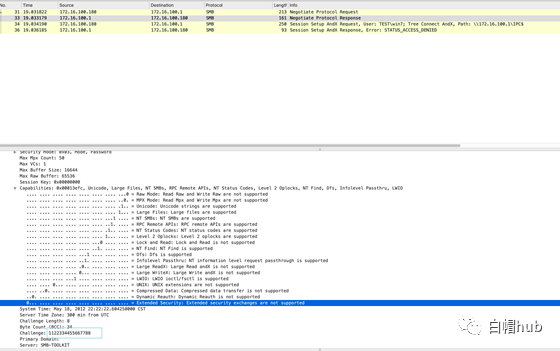 No. Time Source Destination Protocol Length Info
31 19.031822 172.16.100.180 172.16.100.1 SMB 213 Negotiate Protocol Request
33 19.033179 172.16.100.1 172.16.100.180 SMB 161 Negotiate Protocol Response
34 19.034190 172.16.100.180 172.16.100.1 SMB 250 Session Setup AndX Request, User: TEST\win7; Tree Connect AndX, Path: \\172.16.100.1\IPC$
36 19.036185 172.16.100.1 172.16.100.180 SMB 93 Session Setup AndX Response, Error: STATUS_ACCESS_DENIED
Security Mode: 0x03, Mode, Password
Max Mpx Count: 50
Max VCs: 1
Max Buffer Size: 16644
Max Raw Buffer: 65536
Session Key: 0x00000000
Capabilities: 0x00013efc, Unicode, Large Files, NT SMBs, RPC Remote APIs, NT Status Codes, Level 2 Oplocks, NT Find, Dfs, Infolevel Passthru, LWIO
.... .... .... .... .... .... .... ...0 = Raw Mode: Read Raw and Write Raw are not supported
.... .... .... .... .... .... .... ..0. = MPX Mode: Read Mpx and Write Mpx are not supported
.... .... .... .... .... .... .... .1.. = Unicode: Unicode strings are supported
.... .... .... .... .... .... .... 1... = Large Files: Large files are supported
.... .... .... .... .... .... ...1 .... = NT SMBs: NT SMBs are supported
.... .... .... .... .... .... ..1. .... = RPC Remote APIs: RPC remote APIs are supported
.... .... .... .... .... .... .1.. .... = NT Status Codes: NT status codes are supported
.... .... .... .... .... .... 1... .... = Level 2 Oplocks: Level 2 oplocks are supported
.... .... .... .... .... ...0 .... .... = Lock and Read: Lock and Read is not supported
.... .... .... .... .... ..1. .... .... = NT Find: NT Find is supported
.... .... .... .... ...1 .... .... .... = Dfs: Dfs is supported
.... .... .... .... ..1. .... .... .... = Infolevel Passthru: NT information level request passthrough is supported
.... .... .... .... .0.. .... .... .... = Large ReadX: Large Read andX is not supported
.... .... .... .... 0... .... .... .... = Large WriteX: Large Write andX is not supported
.... .... .... ...1 .... .... .... .... = LWIO: LWIO ioctl/fsctl is supported
.... .... 0... .... .... .... .... .... = UNIX: UNIX extensions are not supported
.... ..0. .... .... .... .... .... .... = Compressed Data: Compressed data transfer is not supported
..0. .... .... .... .... .... .... .... = Dynamic Reauth: Dynamic Reauth is not supported
0... .... .... .... .... .... .... .... = Extended Security: Extended security exchanges are not supported
System Time: May 18, 2012 22:22:22.604250000 CST
Server Time Zone: 300 min from UTC
Challenge Length: 8
Byte Count (BCC): 34
Challenge: 1122334455667788
Primary Domain:
Server: SMB-TOOLKIT
白帽hub